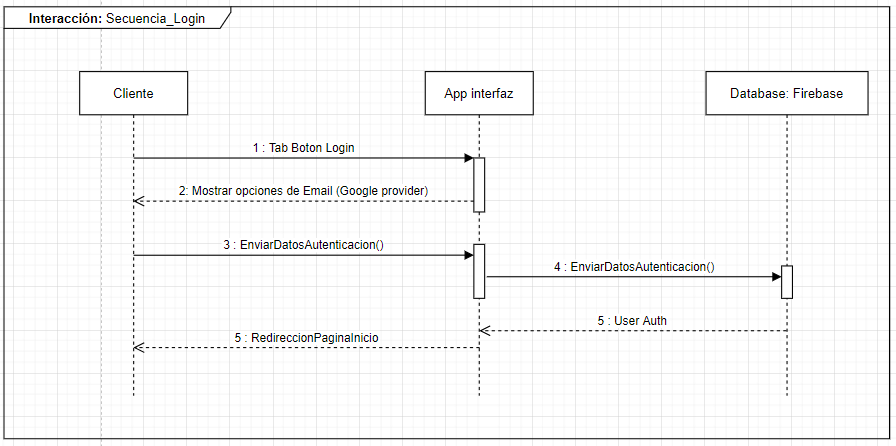 Interacción: Secuencia_Login
Cliente
App interfaz
Database: Firebase
1 : Tab Boton Login
2: Mostrar opciones de Email (Google provider)
3 : EnviarDatosAutenticacion()
4 : EnviarDatosAutenticacion()
5 : User Auth
5 : RedireccionPaginaInicio